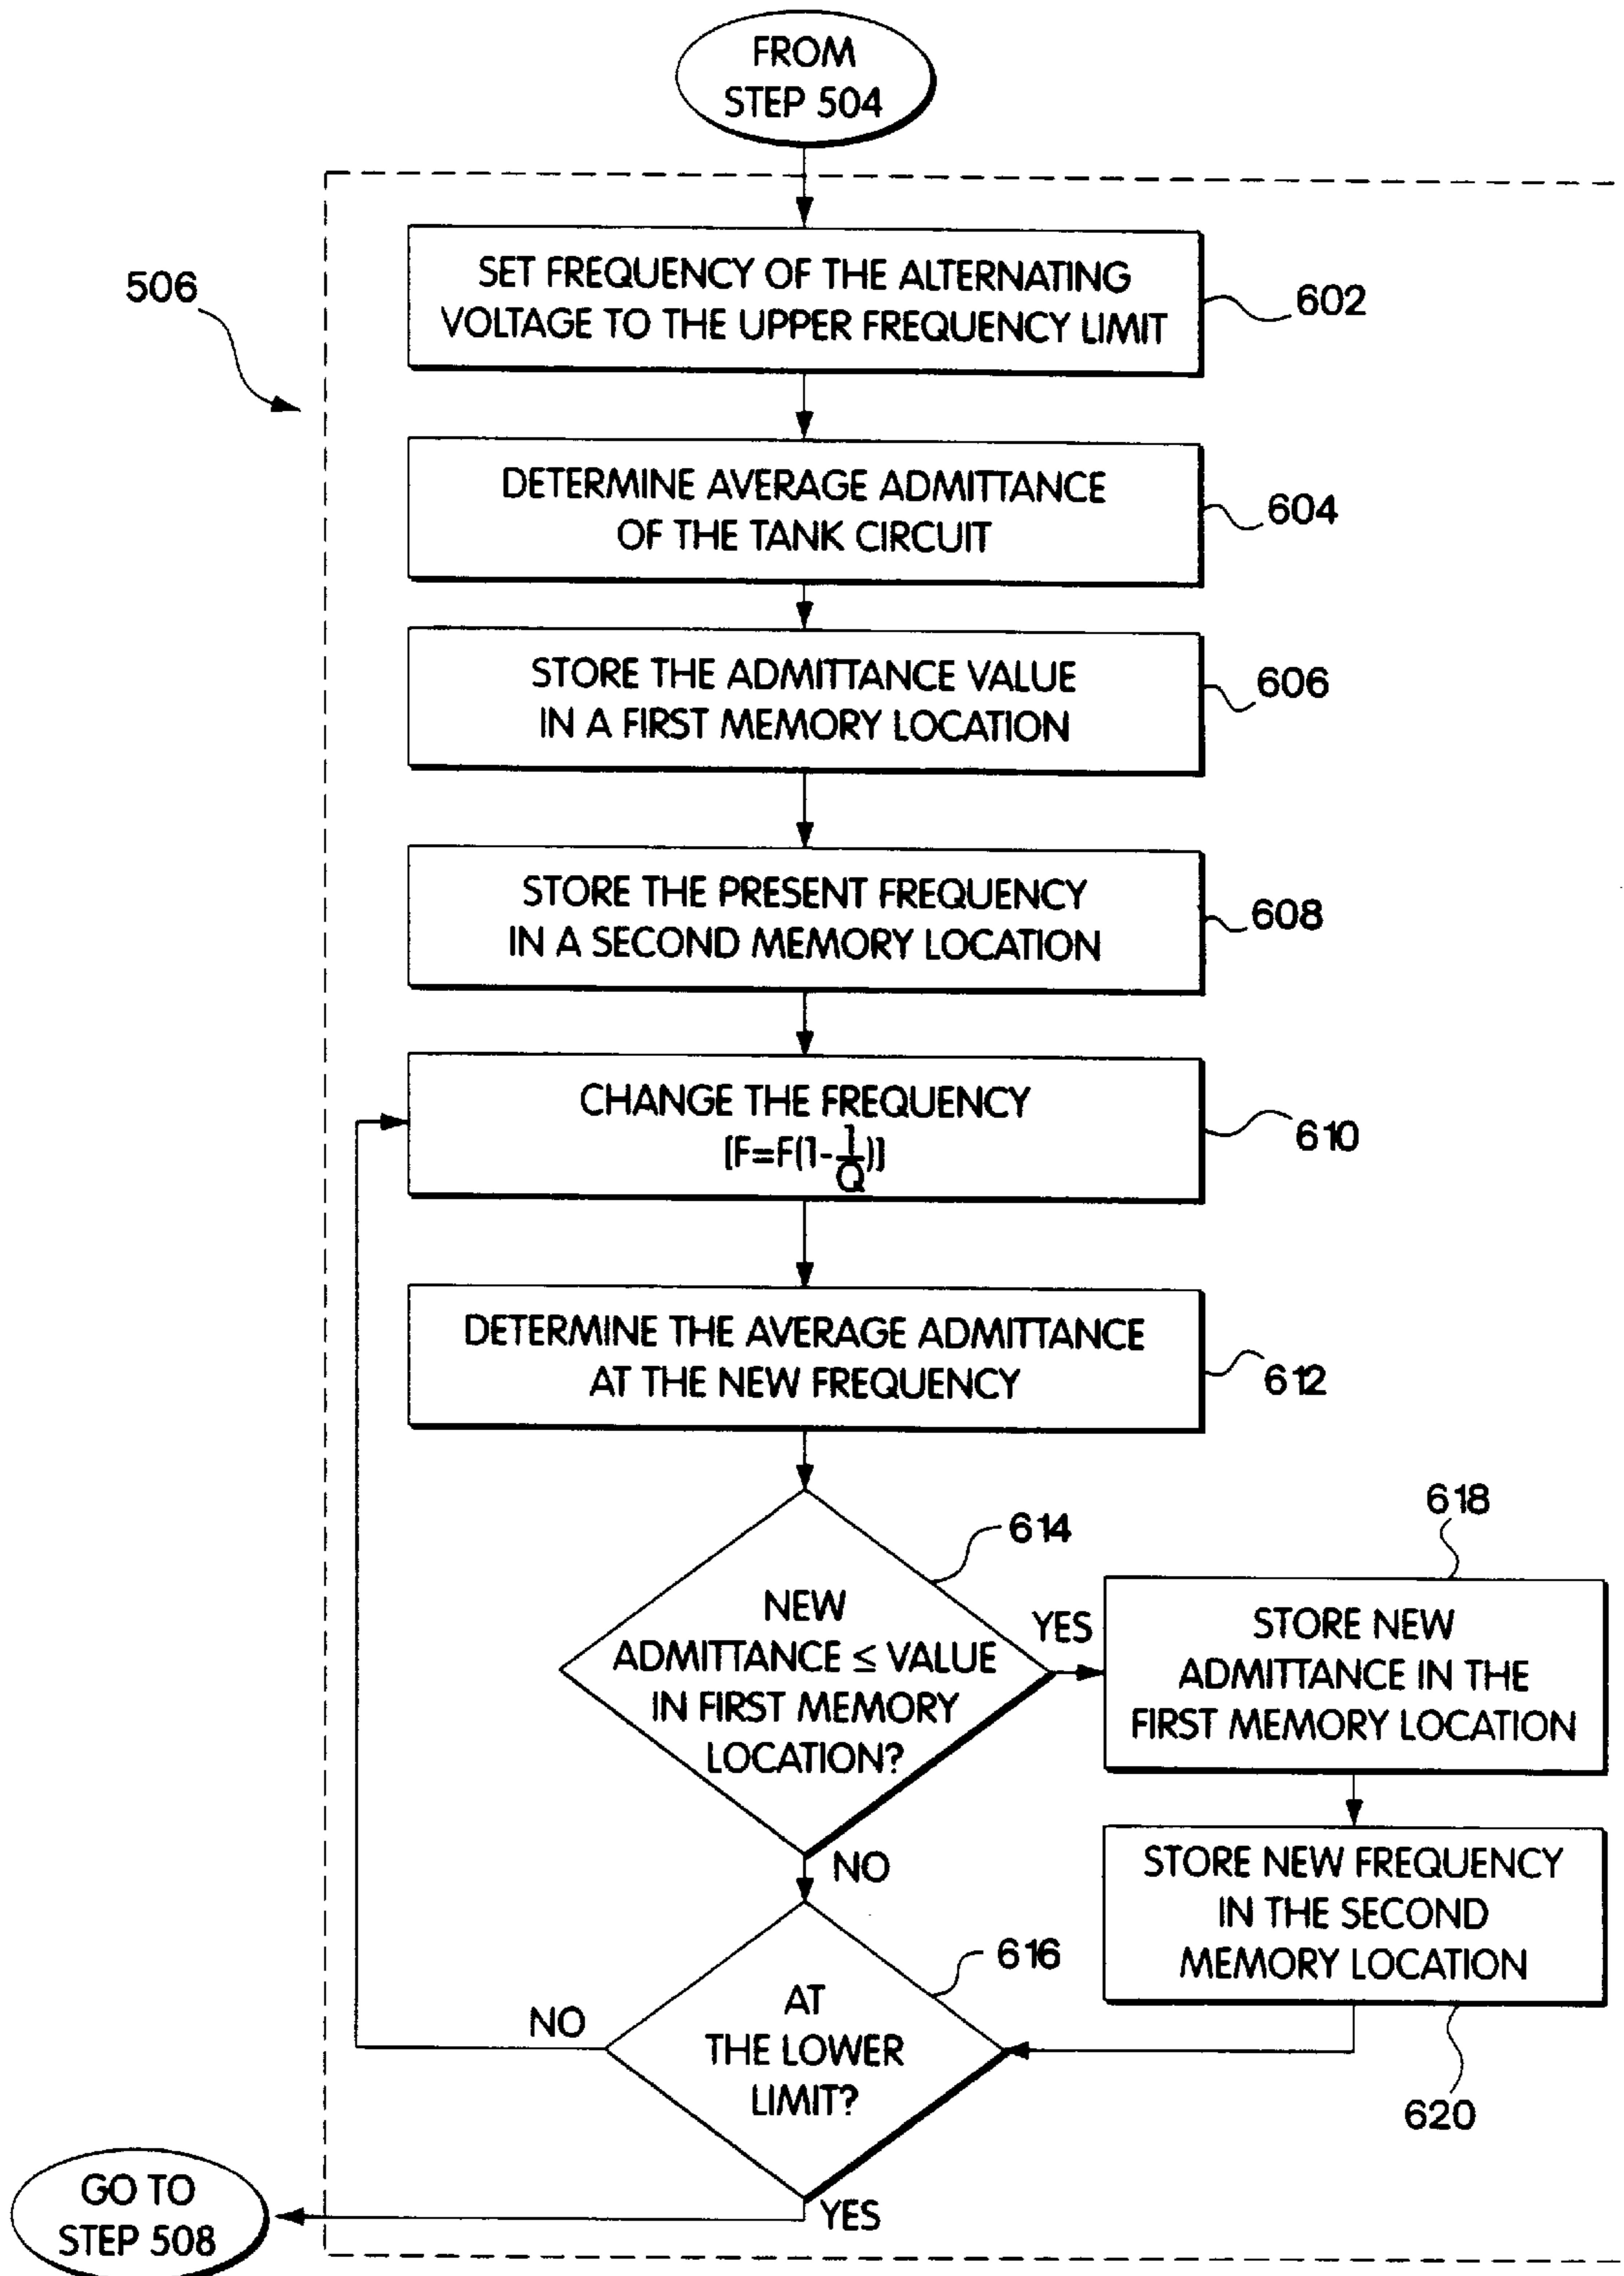 FROM
STEP 504
506
SET FREQUENCY OF THE ALTERNATING
VOLTAGE TO THE UPPER FREQUENCY LIMIT
602
DETERMINE AVERAGE ADMITTANCE
OF THE TANK CIRCUIT
604
STORE THE ADMITTANCE VALUE
IN A FIRST MEMORY LOCATION
606
STORE THE PRESENT FREQUENCY
IN A SECOND MEMORY LOCATION
608
CHANGE THE FREQUENCY
[F=F(1-1/Q)]
610
DETERMINE THE AVERAGE ADMITTANCE
AT THE NEW FREQUENCY
612
614
NEW
ADMITTANCE ≤ VALUE
IN FIRST MEMORY
LOCATION?
YES
NO
618
STORE NEW
ADMITTANCE IN THE
FIRST MEMORY LOCATION
STORE NEW FREQUENCY
IN THE SECOND
MEMORY LOCATION
620
616
AT
THE LOWER
LIMIT?
NO
YES
GO TO
STEP 508